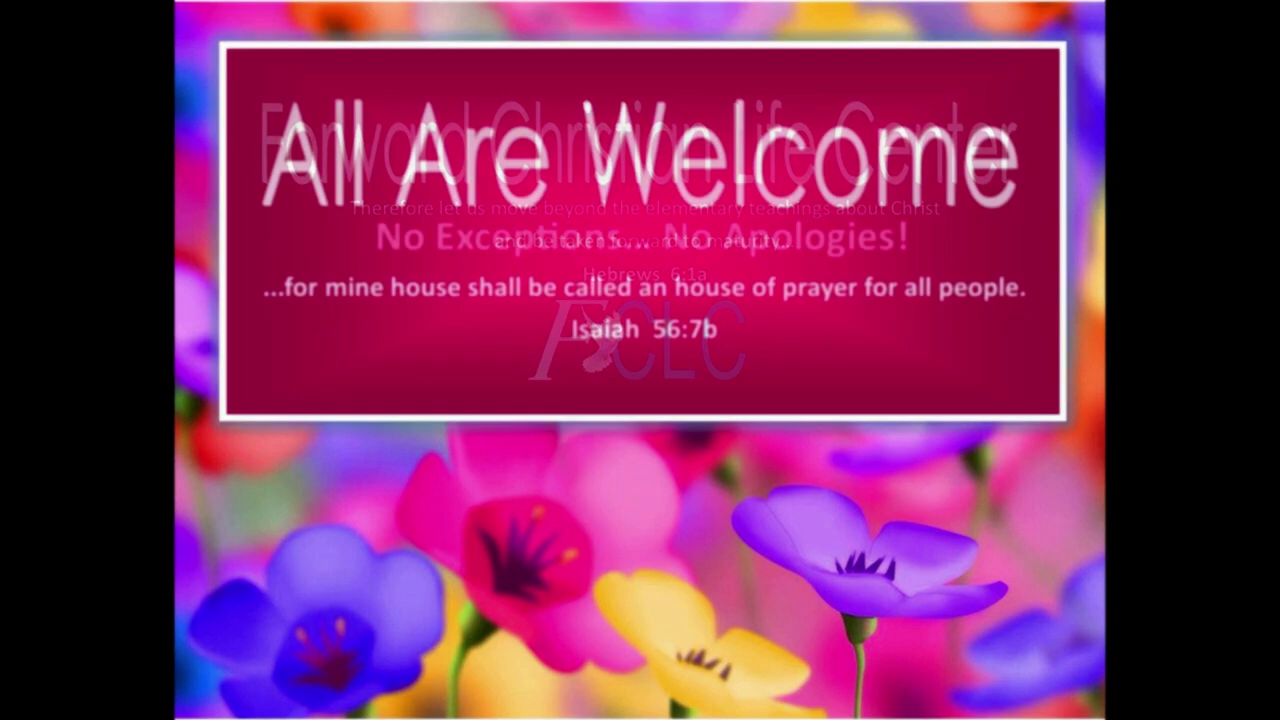 Forward Christian Life Center
All Are Welcome
Therefore let us move beyond the elementary teachings about Christ
No Exceptions... No Apologies!
and be taken forward to maturity...
Hebrews 6:1a
...for mine house shall be called an house of prayer for all people.
Isaiah 56:7b
FCLC